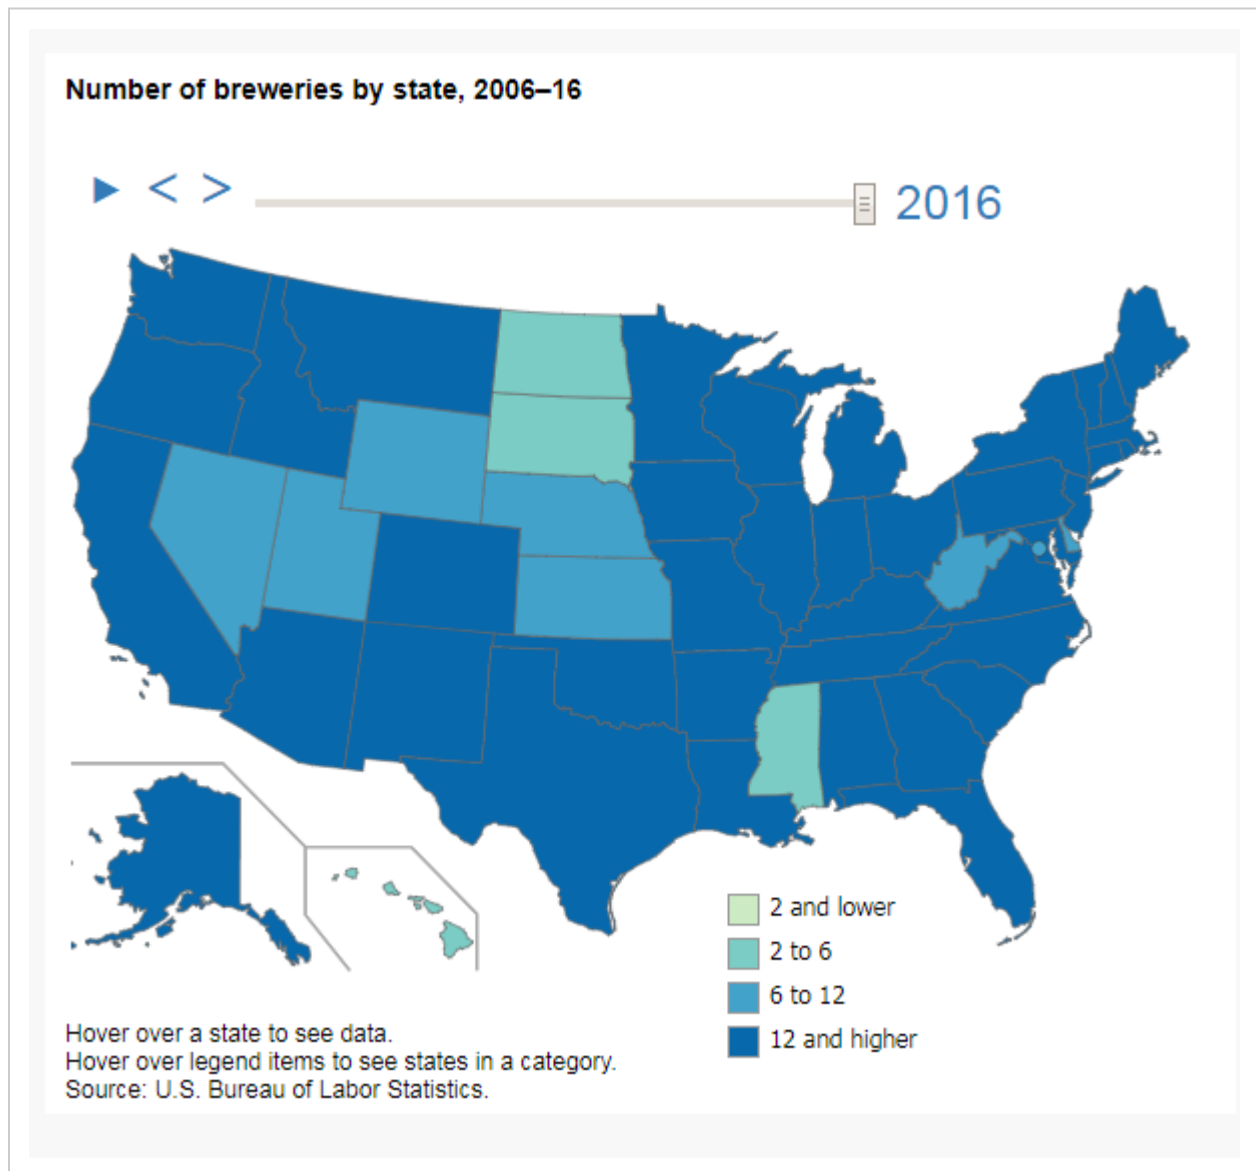 Number of breweries by state, 2006–16
2016
2 and lower
2 to 6
6 to 12
12 and higher
Hover over a state to see data.
Hover over legend items to see states in a category.
Source: U.S. Bureau of Labor Statistics.